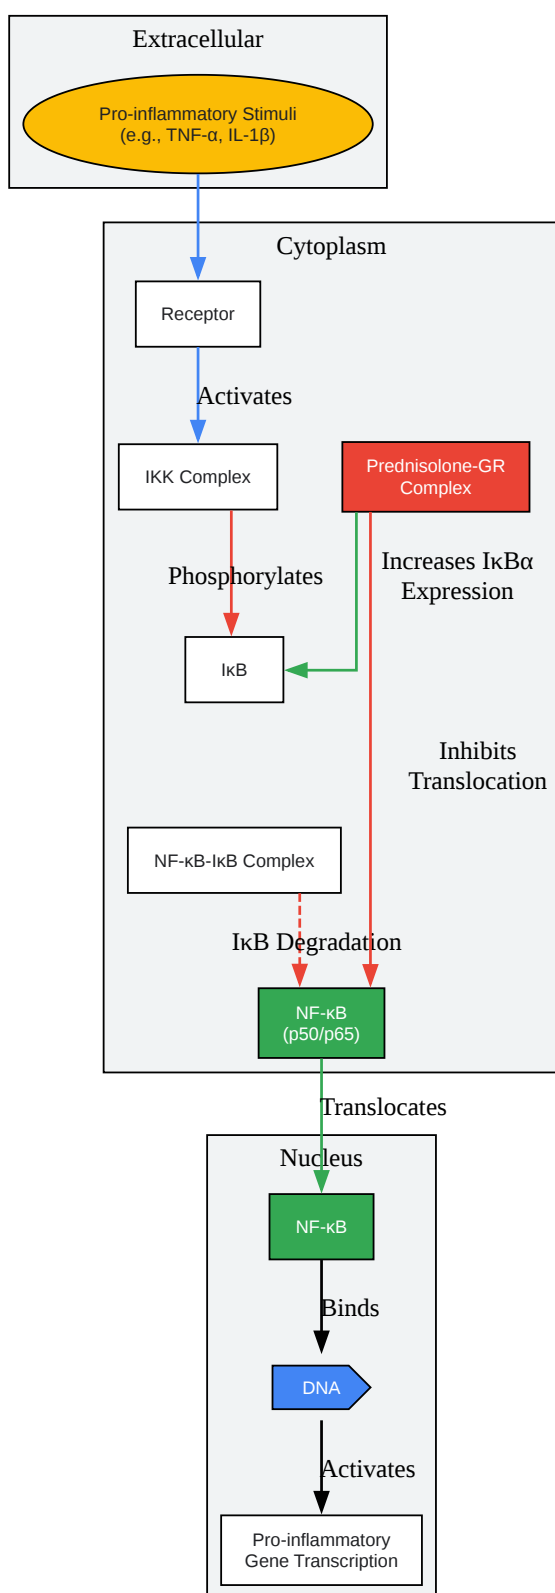 Extracellular
Pro-inflammatory Stimuli
(e.g., TNF-α, IL-1β)
Cytoplasm
Receptor
Activates
IKK Complex
Prednisolone-GR
Complex
Phosphorylates
Increases IκBα
Expression
IκB
Inhibits
Translocation
NF-κB-IκB Complex
IκB Degradation
NF-κB
(p50/p65)
Translocates
Nucleus
NF-κB
Binds
DNA
Activates
Pro-inflammatory
Gene Transcription